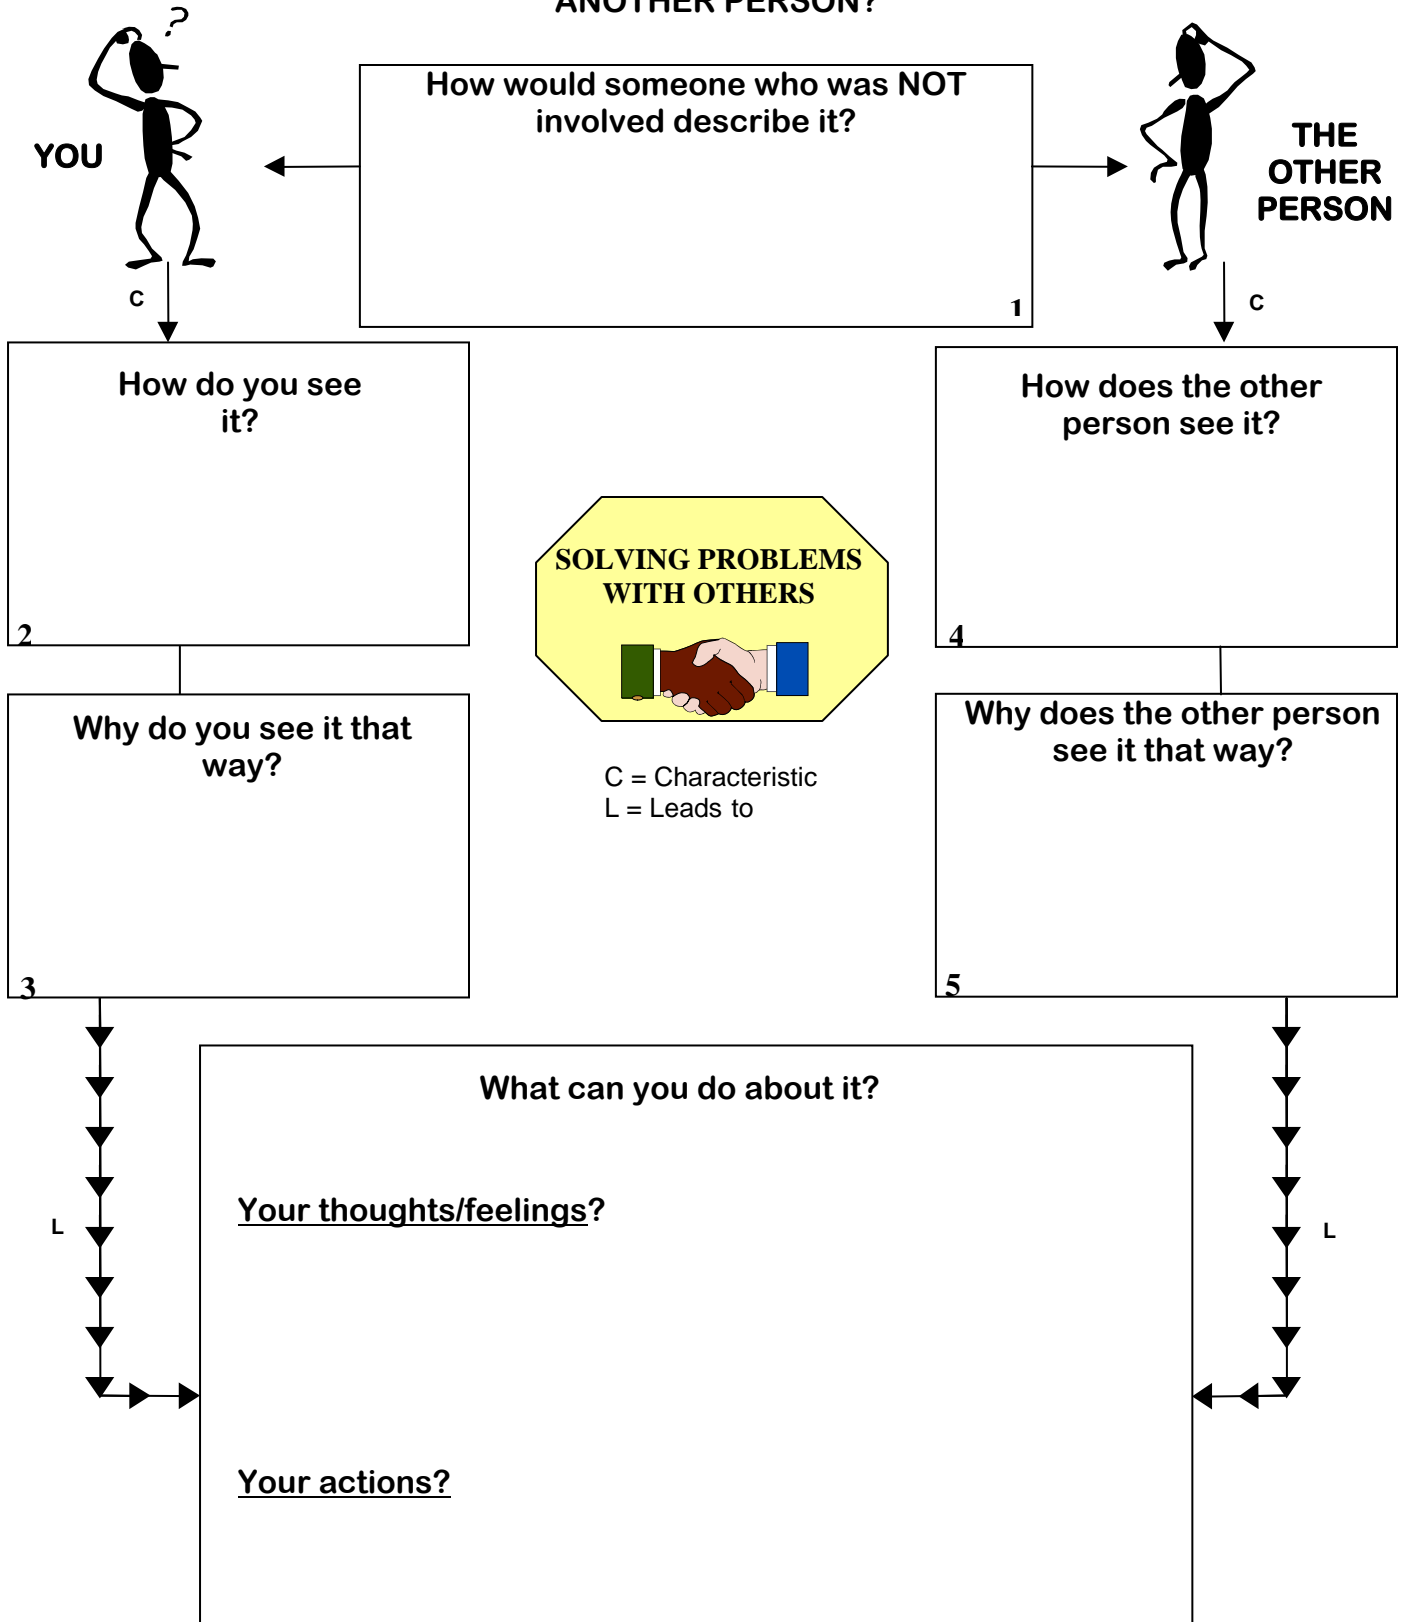 ANOTHER PERSON?
?
How would someone who was NOT
involved describe it?
1
YOU
THE
OTHER
PERSON
C
C
How do you see
it?
2
How does the other
person see it?
4
SOLVING PROBLEMS
WITH OTHERS
C = Characteristic
L = Leads to
Why do you see it that
way?
3
Why does the other person
see it that way?
5
L
L
What can you do about it?
Your thoughts/feelings?
Your actions?